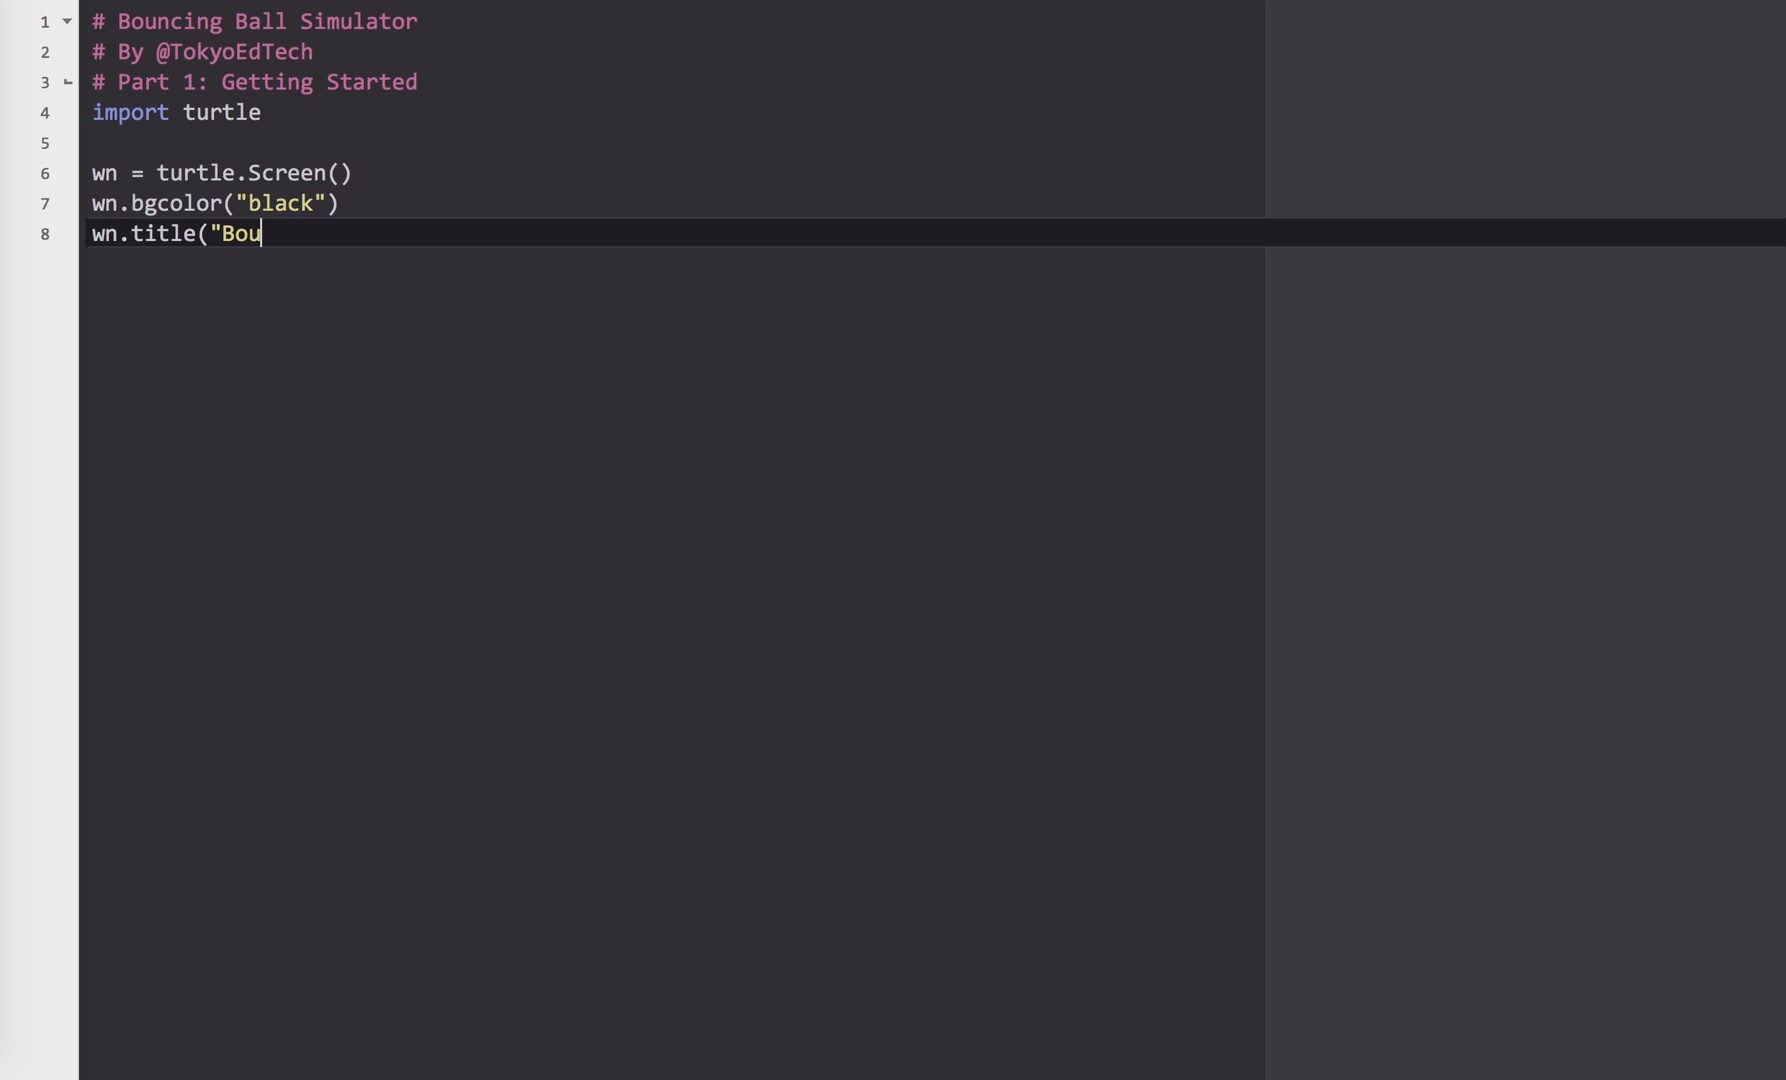 1 # Bouncing Ball Simulator
2 # By @TokyoEdTech
3 # Part 1: Getting Started
4 import turtle
5
6 wn = turtle.Screen()
7 wn.bgcolor("black")
8 wn.title("Bou